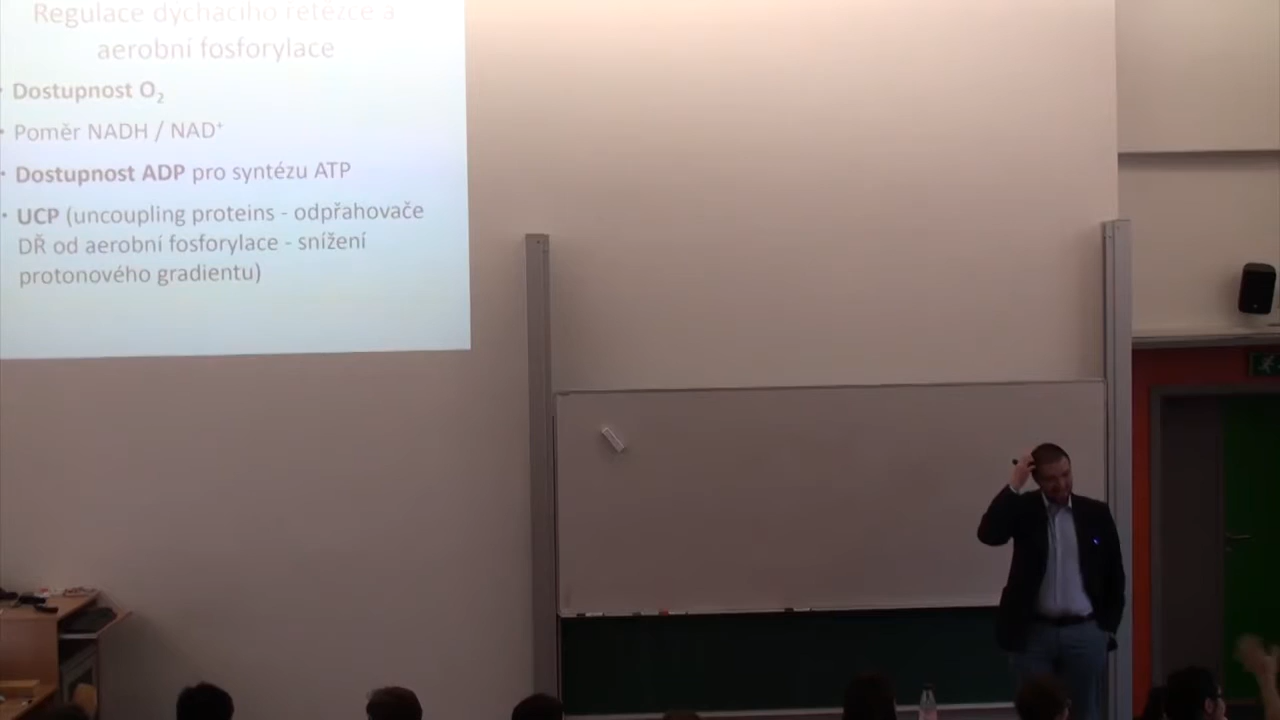 Regulace dýchacího řetězce a
aerobní fosforylace
• Dostupnost O₂
• Poměr NADH / NAD⁺
• Dostupnost ADP pro syntézu ATP
• UCP (uncoupling proteins - odpřahovače
DŘ od aerobní fosforylace - snížení
protonového gradientu)